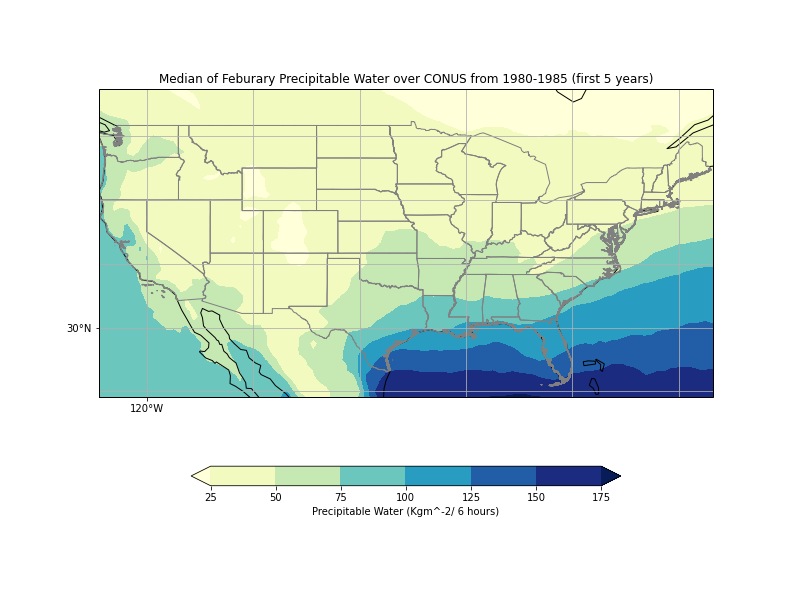 Median of Feburary Precipitable Water over CONUS from 1980-1985 (first 5 years)
30°N
120°W
25 50 75 100 125 150 175
Precipitable Water (Kgm^-2/ 6 hours)